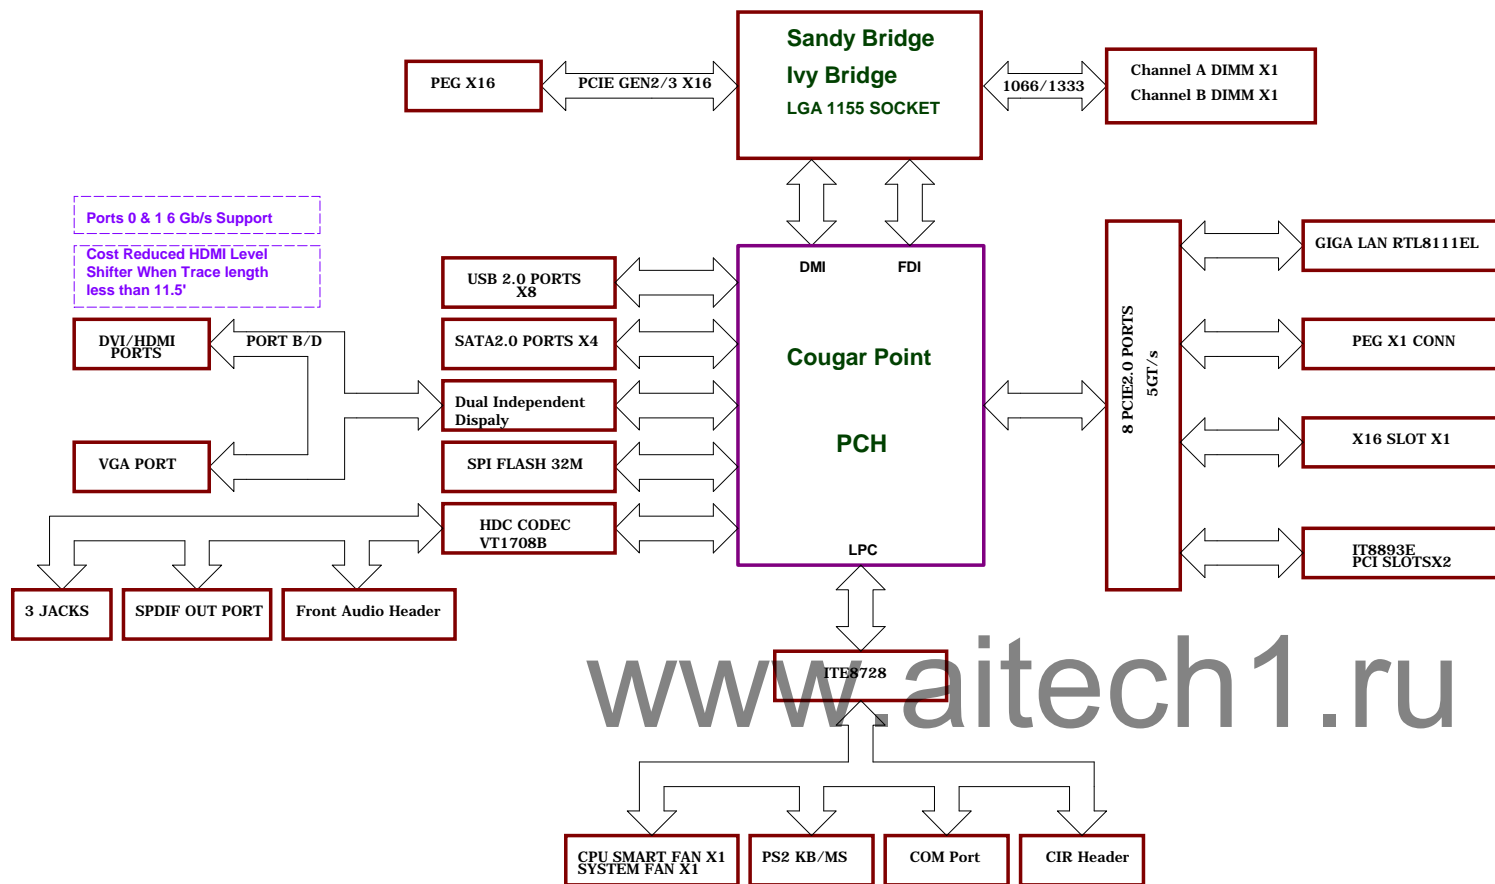 Sandy Bridge
Ivy Bridge
LGA 1155 SOCKET
PEG X16
PCIE GEN2/3 X16
1066/1333
Channel A DIMM X1
Channel B DIMM X1
Ports 0 & 1 6 Gb/s Support
Cost Reduced HDMI Level
Shifter When Trace length
less than 11.5'
DMI
FDI
USB 2.0 PORTS
X8
SATA2.0 PORTS X4
DVI/HDMI
PORTS
PORT B/D
Dual Independent
Dispaly
VGA PORT
SPI FLASH 32M
HDC CODEC
VT1708B
Cougar Point
PCH
LPC
8 PCIE2.0 PORTS
5GT/s
GIGA LAN RTL8111EL
PEG X1 CONN
X16 SLOT X1
IT8893E
PCI SLOTSX2
3 JACKS
SPDIF OUT PORT
Front Audio Header
ITE8728
www.aitech1.ru
CPU SMART FAN X1
SYSTEM FAN X1
PS2 KB/MS
COM Port
CIR Header